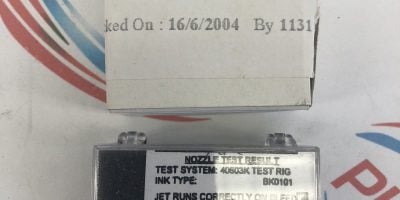 ked On : 16/6/2004 By 1131
NOZZLE TEST RESULT
TEST SYSTEM: 40603K TEST RIG
INK TYPE: BK0101
JET RUNS CORRECTLY ON BLEED